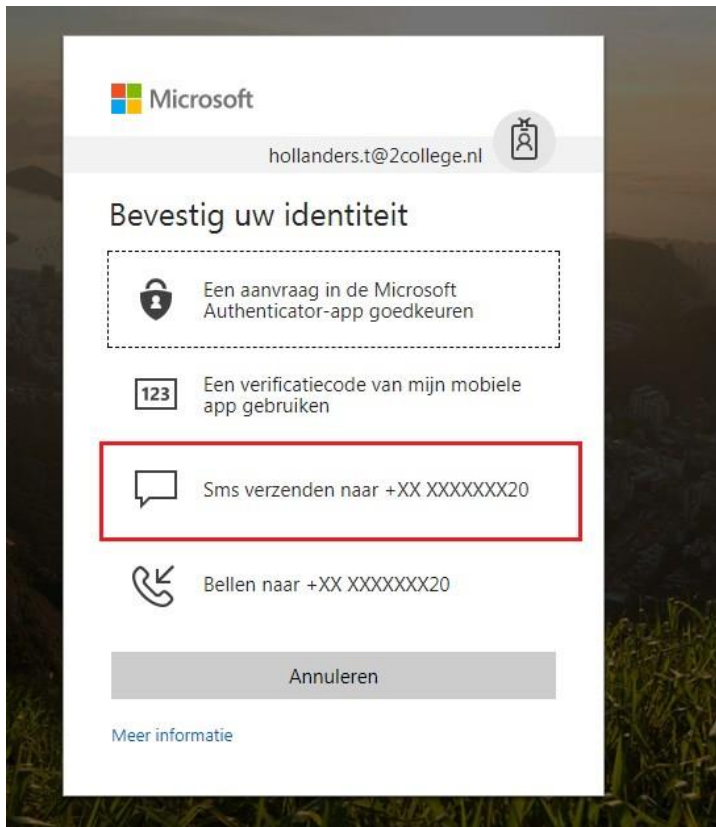 Microsoft
hollanders.t@2college.nl
Bevestig uw identiteit
Een aanvraag in de Microsoft
Authenticator-app goedkeuren
123
Een verificatiecode van mijn mobiele
app gebruiken
Sms verzenden naar +XX XXXXXXX20
Bellen naar +XX XXXXXXX20
Annuleren
Meer informatie